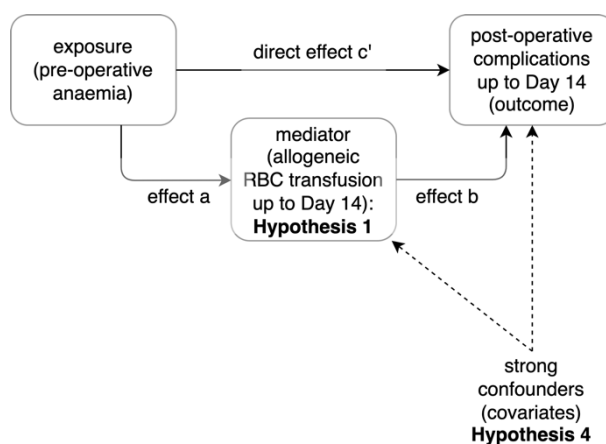 exposure
(pre-operative
anaemia)
direct effect c'
post-operative
complications
up to Day 14
(outcome)
mediator
(allogeneic
RBC transfusion
up to Day 14):
Hypothesis 1
effect a
effect b
strong
confounders
(covariates)
Hypothesis 4